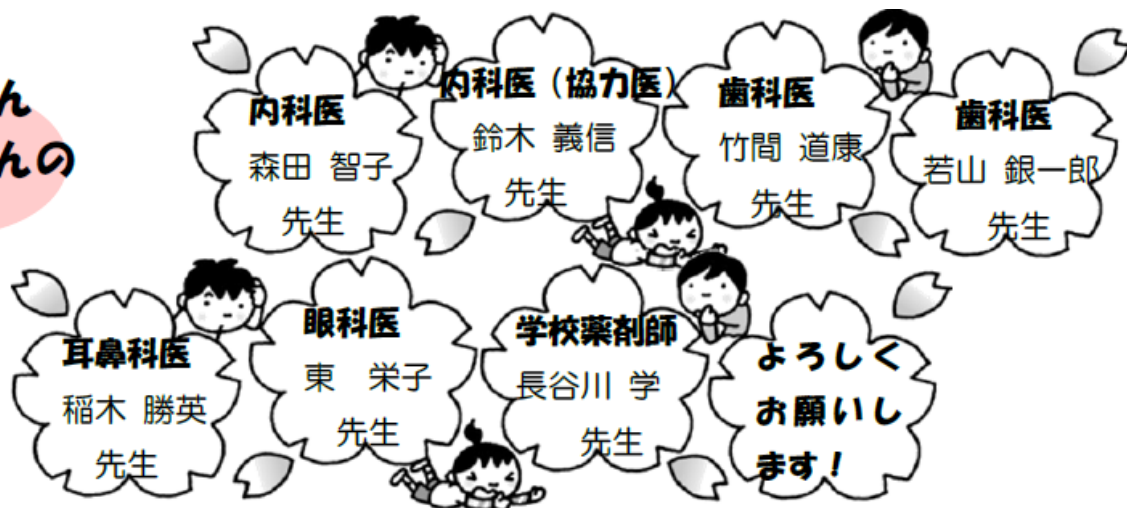 ん
んの
内科医
森田 智子
先生
内科医(協力医)
鈴木 義信
先生
歯科医
竹間 道康
先生
歯科医
若山 銀一郎
先生
耳鼻科医
稲木 勝英
先生
眼科医
東 栄子
先生
学校薬剤師
長谷川 学
先生
よろしく
お願いし
ます!